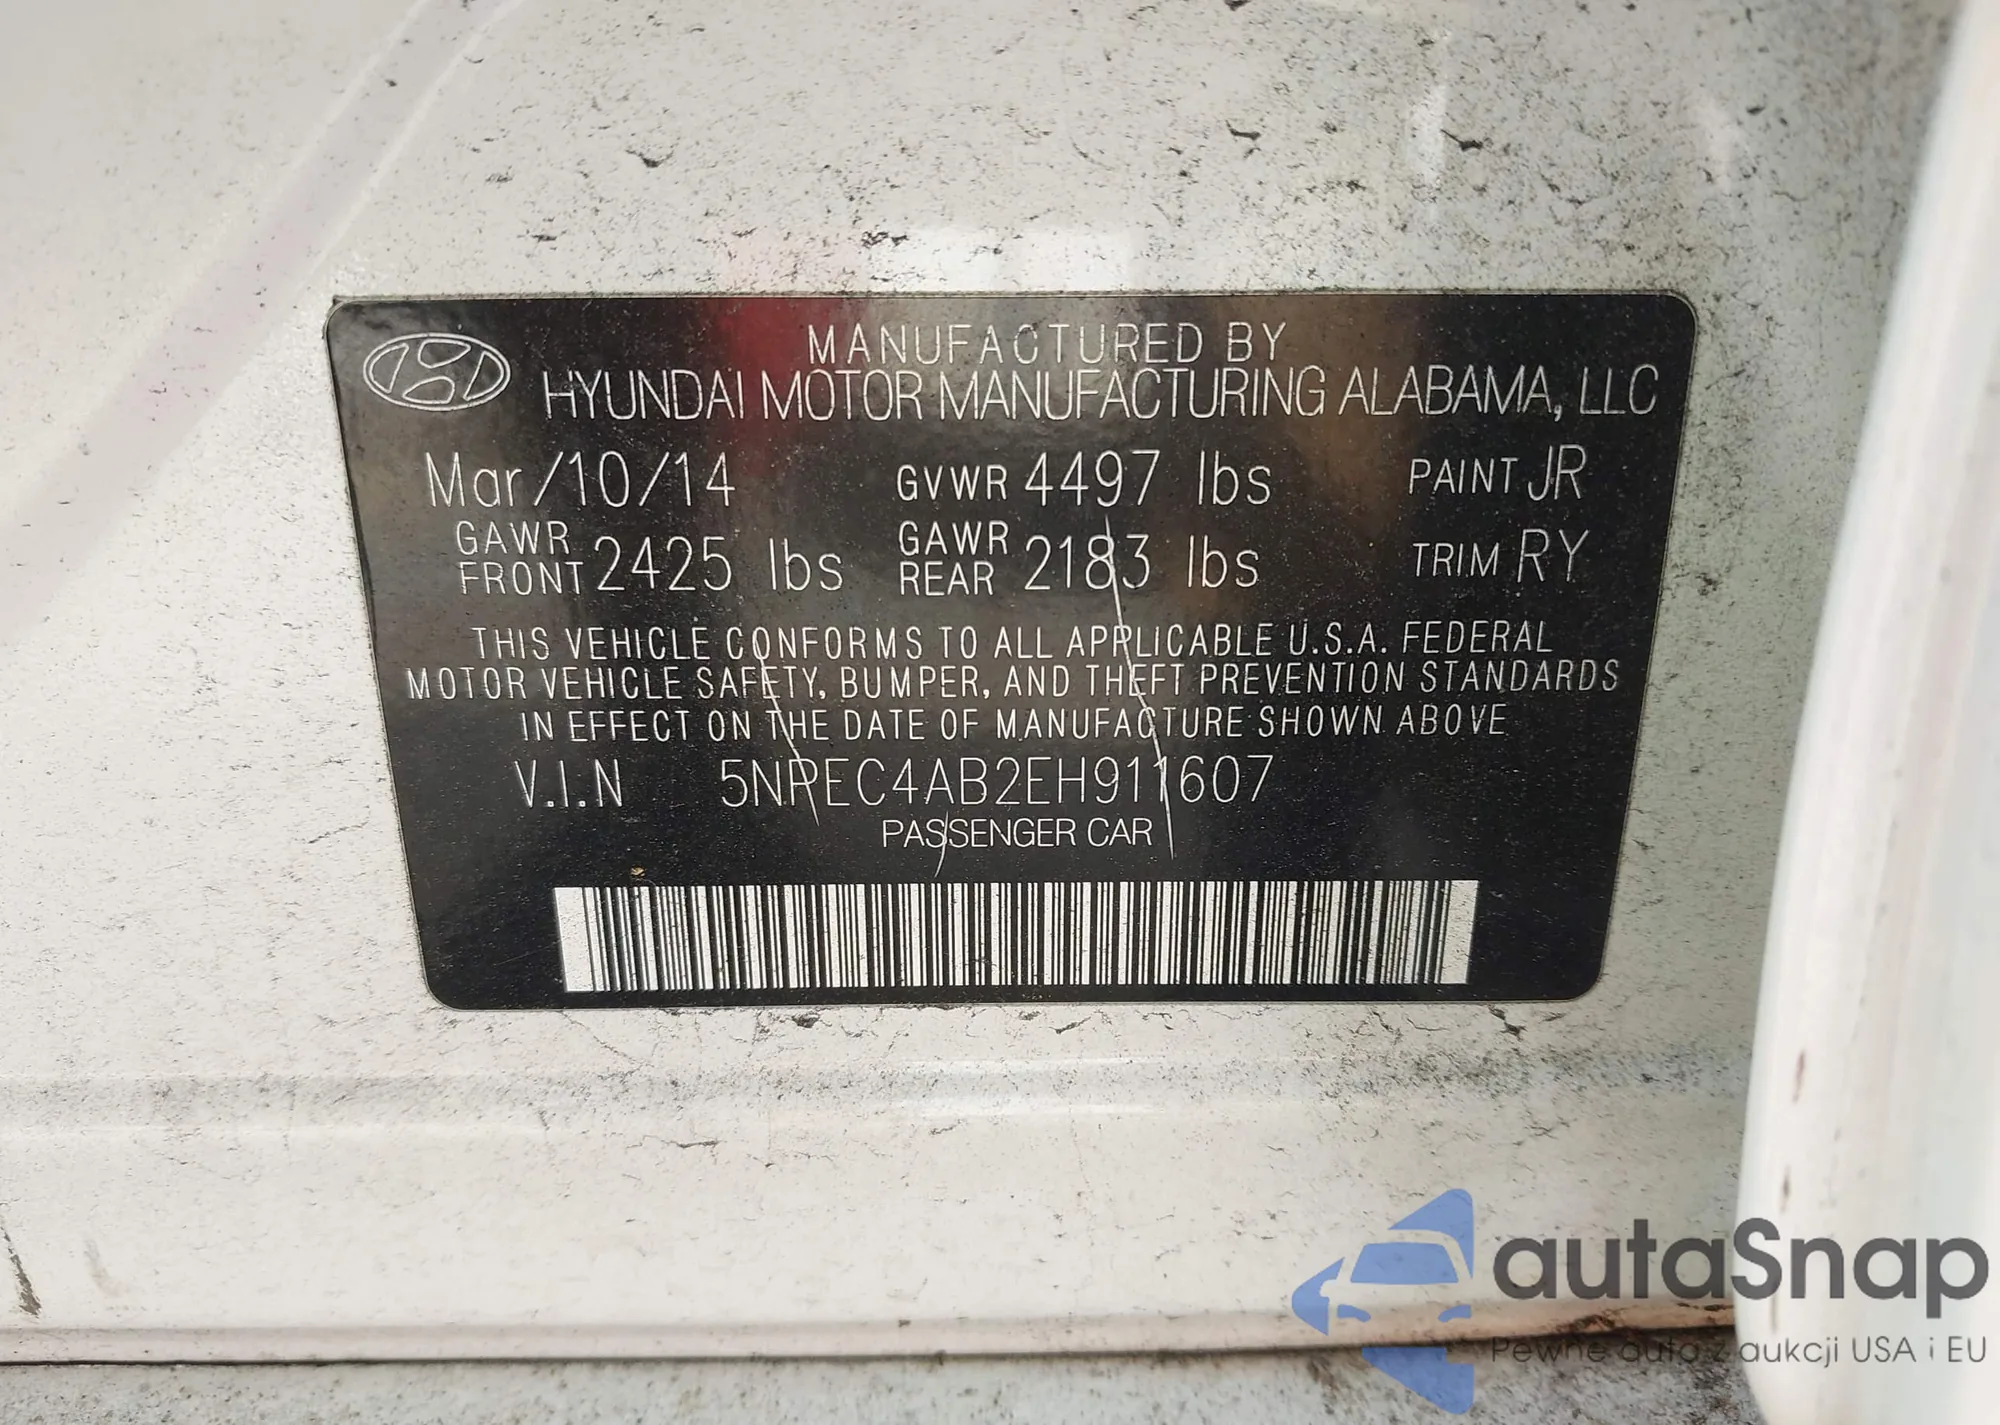 MANUFACTURED BY
HYUNDAI MOTOR MANUFACTURING ALABAMA, LLC
Mar/10/14 GVWR 4497 lbs PAINT JR
GAWR FRONT 2425 lbs GAWR REAR 2183 lbs TRIM RY
THIS VEHICLE CONFORMS TO ALL APPLICABLE U.S.A. FEDERAL
MOTOR VEHICLE SAFETY, BUMPER, AND THEFT PREVENTION STANDARDS
IN EFFECT ON THE DATE OF MANUFACTURE SHOWN ABOVE
V.I.N 5NPEC4AB2EH911607
PASSENGER CAR
autaSnap
Pewne auta z aukcji USA i EU